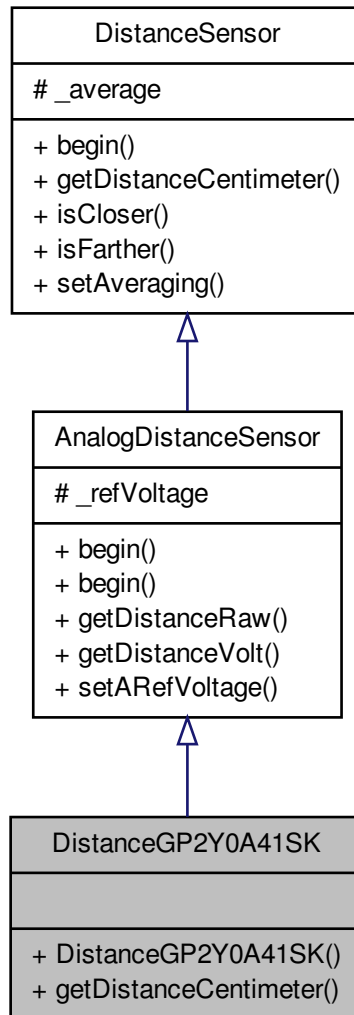 DistanceSensor
# _average
+ begin()
+ getDistanceCentimeter()
+ isCloser()
+ isFarther()
+ setAveraging()
AnalogDistanceSensor
# _refVoltage
+ begin()
+ begin()
+ getDistanceRaw()
+ getDistanceVolt()
+ setARefVoltage()
DistanceGP2Y0A41SK
+ DistanceGP2Y0A41SK()
+ getDistanceCentimeter()